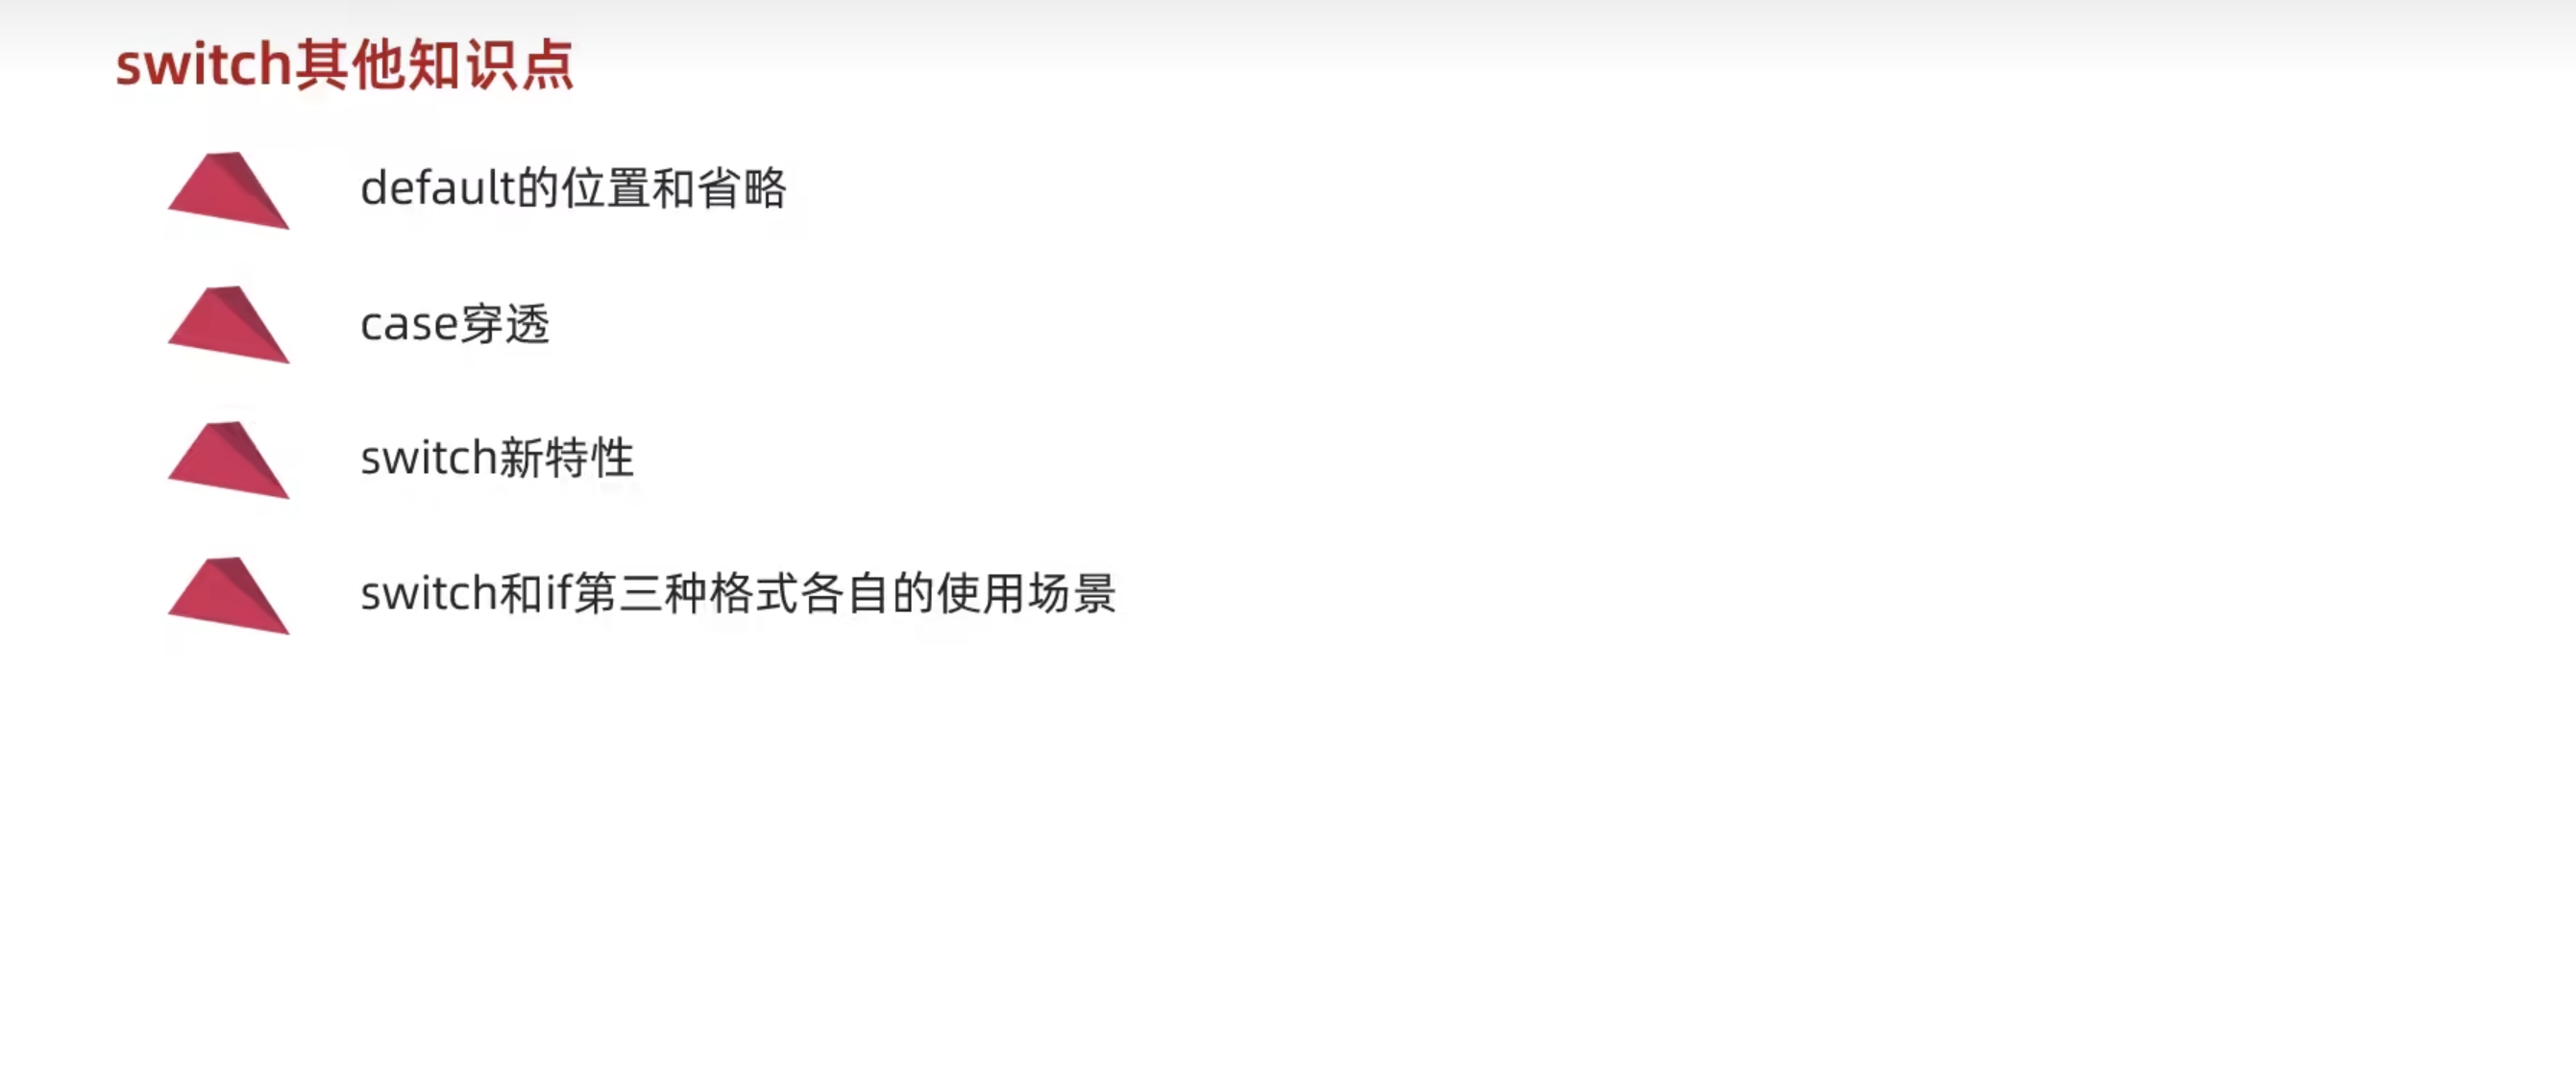 switch其他知识点
default的位置和省略
case穿透
switch新特性
switch和if第三种格式各自的使用场景